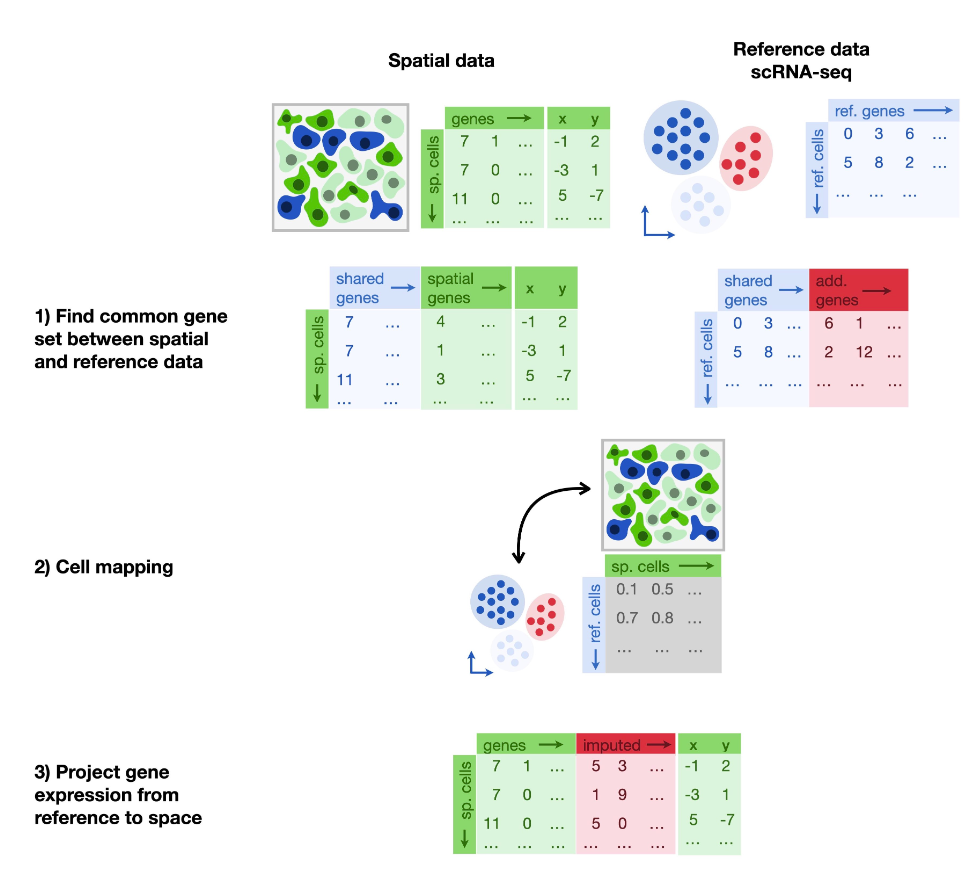 Spatial data
Reference data
scRNA-seq
genes → x y
sp. cells →
7 1 ... -1 2
7 0 ... -3 1
11 0 ... 5 -7
... ... ... ... ...
ref. genes →
ref. cells →
0 3 6 ...
5 8 2 ...
... ... ...
1) Find common gene
set between spatial
and reference data
shared genes → spatial genes → x y
sp. cells →
7 ... 4 ... -1 2
7 ... 1 ... -3 1
11 ... 3 ... 5 -7
... ... ... ... ... ...
shared genes → add. genes →
ref. cells →
0 3 ... 6 1 ...
5 8 ... 2 12 ...
... ... ... ... ... ...
2) Cell mapping
sp. cells →
ref. cells →
0.1 0.5 ...
0.7 0.8 ...
... ... ...
3) Project gene
expression from
reference to space
genes → imputed → x y
sp. cells →
7 1 ... 5 3 ... -1 2
7 0 ... 1 9 ... -3 1
11 0 ... 5 0 ... 5 -7
... ... ... ... ... ... ... ...